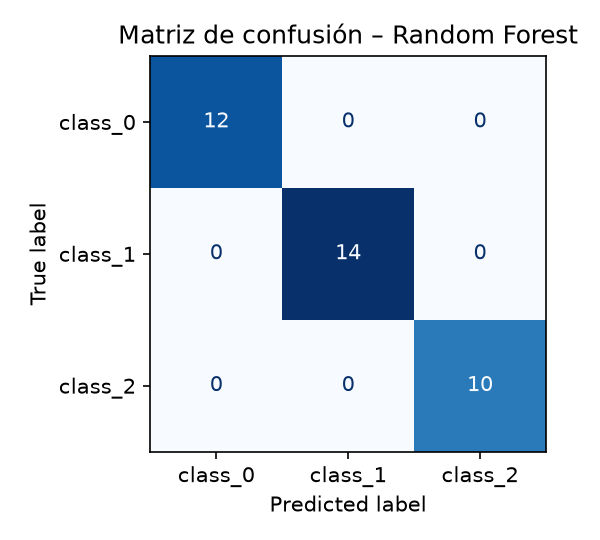 Matriz de confusión – Random Forest
True label
class_0 12 0 0
class_1 0 14 0
class_2 0 0 10
class_0 class_1 class_2
Predicted label